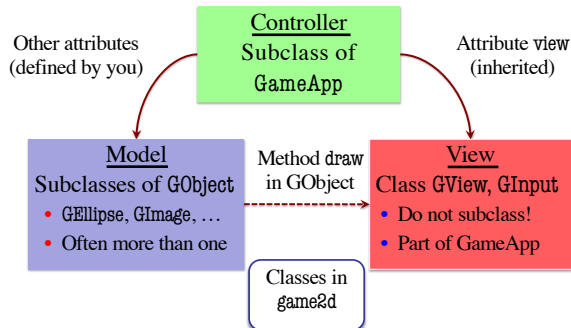 Controller
Subclass of
GameApp
Other attributes
(defined by you)
Attribute view
(inherited)
Model
Subclasses of GObject
• GEllipse, GImage, …
• Often more than one
Method draw
in GObject
View
Class GView, GInput
• Do not subclass!
• Part of GameApp
Classes in
game2d